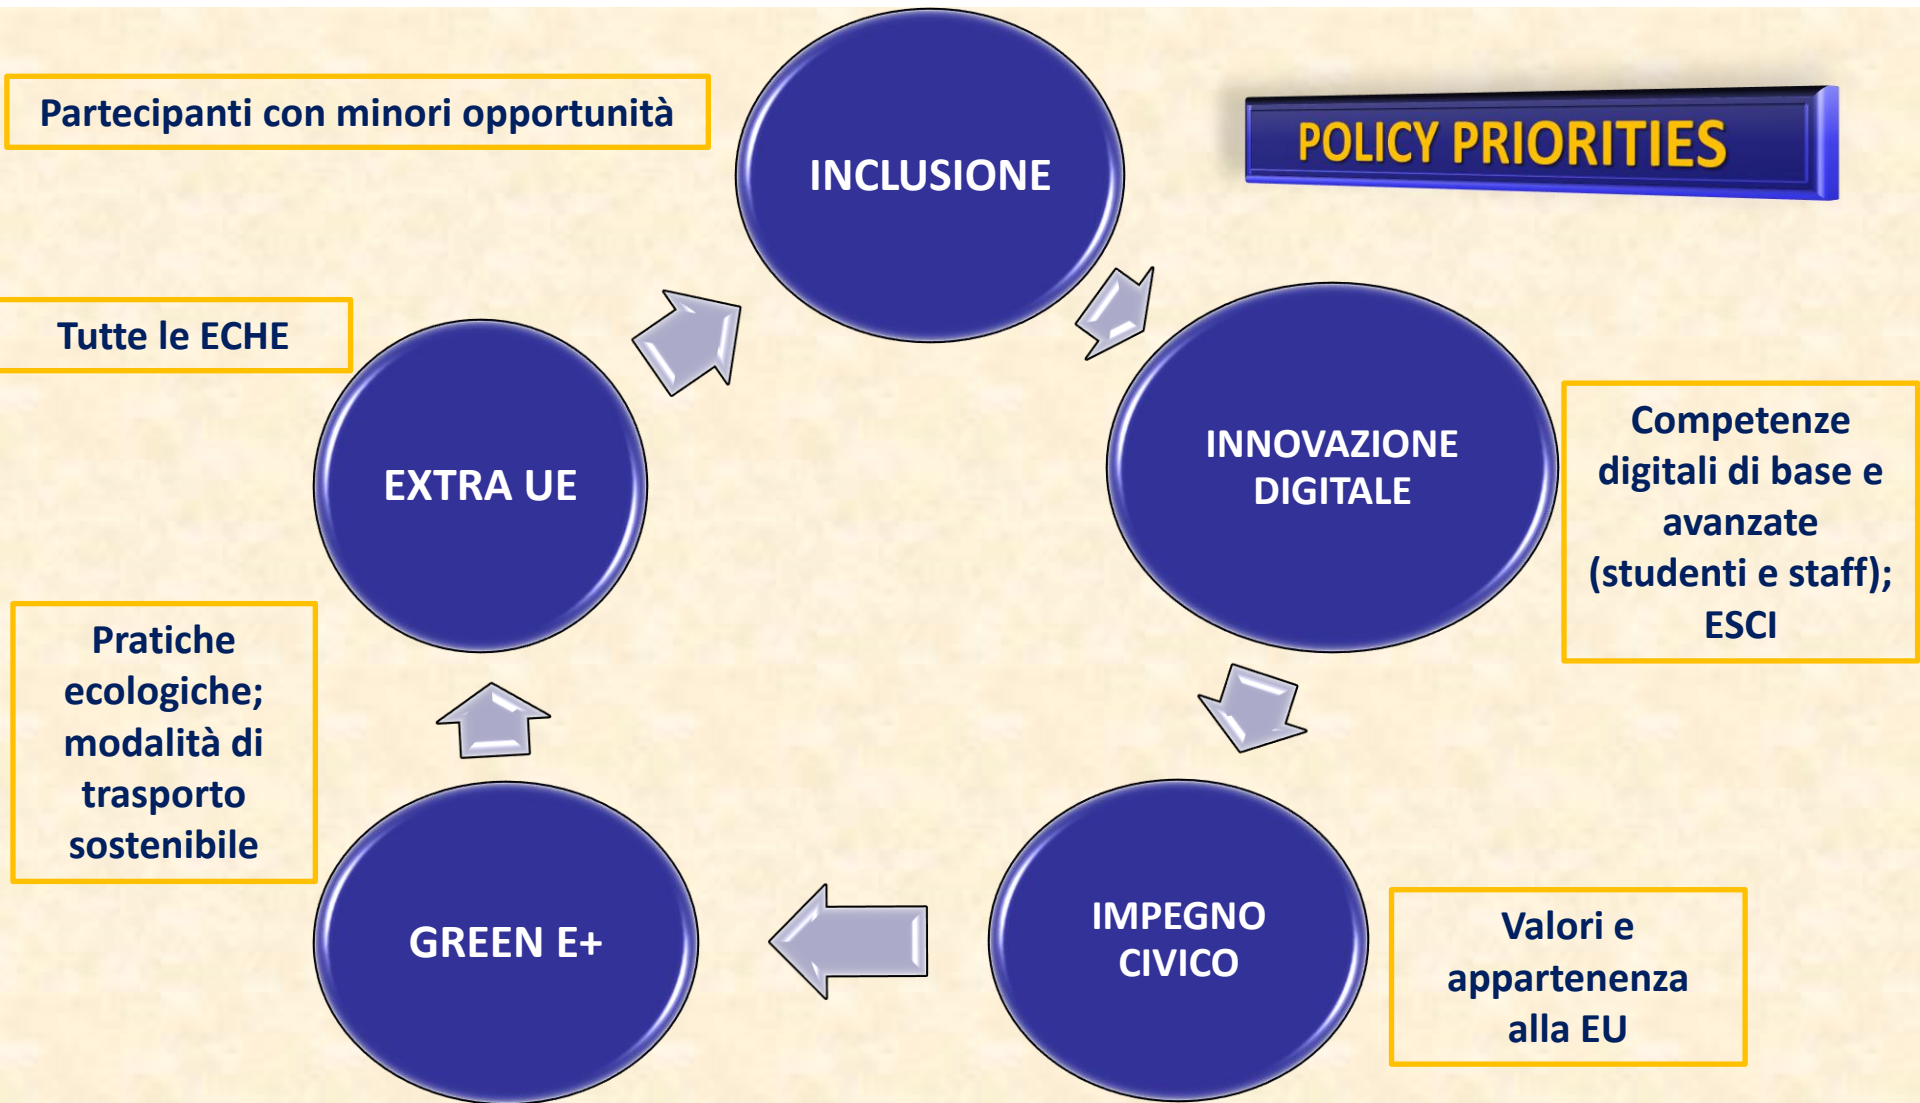 Partecipanti con minori opportunità
INCLUSIONE
POLICY PRIORITIES
Tutte le ECHE
EXTRA UE
INNOVAZIONE
DIGITALE
Competenze
digitali di base e
avanzate
(studenti e staff);
ESCI
Pratiche
ecologiche;
modalità di
trasporto
sostenibile
GREEN E+
IMPEGNO
CIVICO
Valori e
appartenenza
alla EU